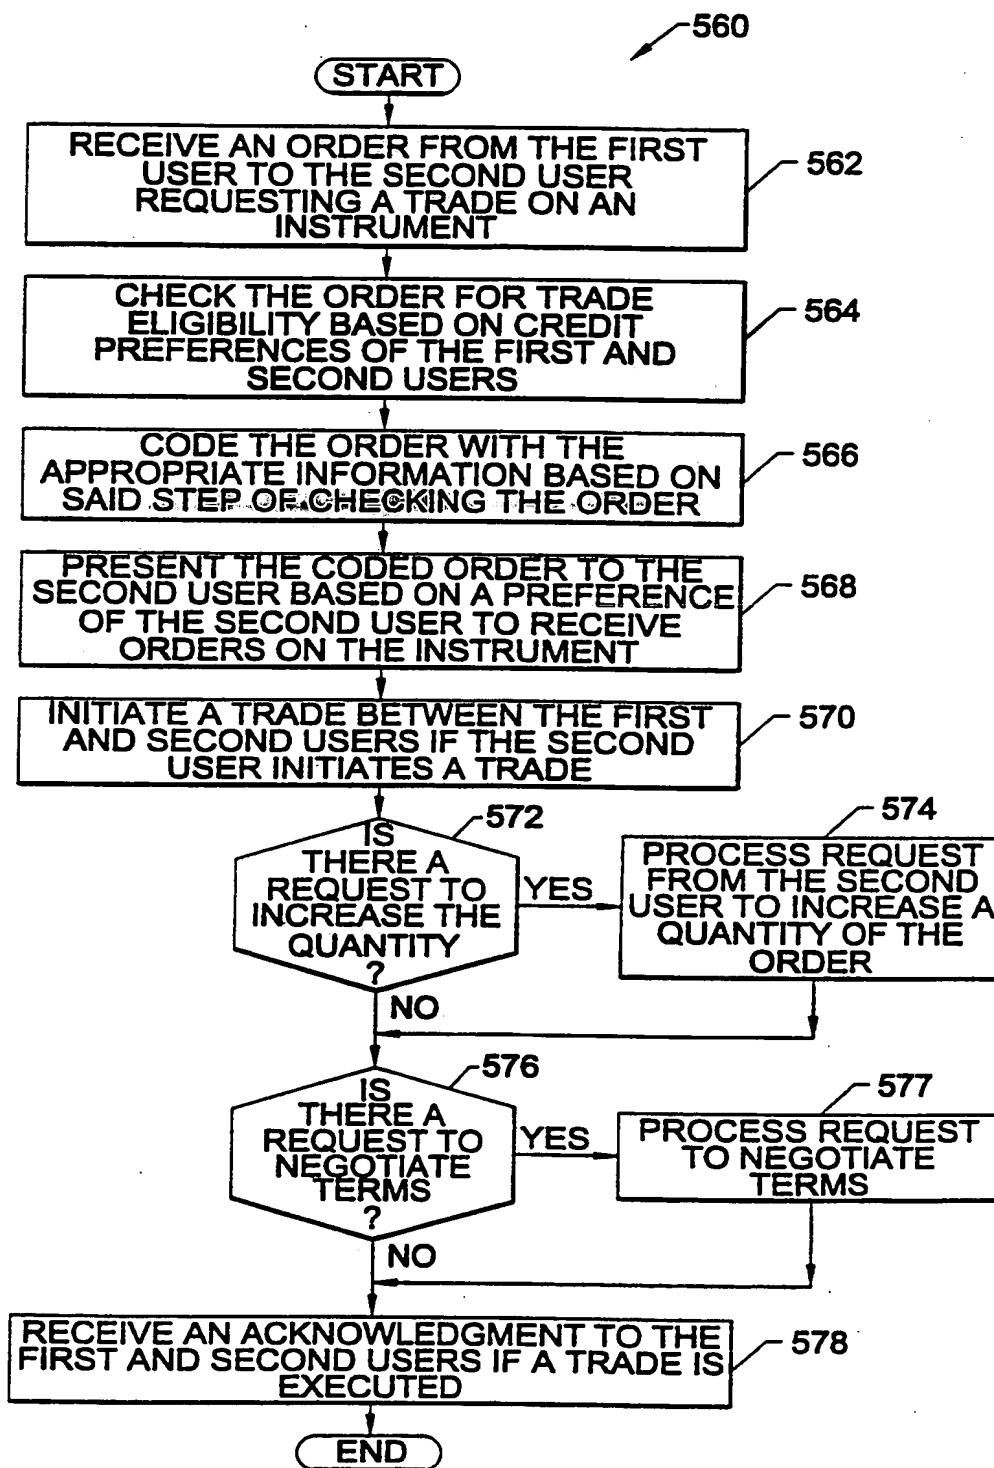 560
START
RECEIVE AN ORDER FROM THE FIRST
USER TO THE SECOND USER
REQUESTING A TRADE ON AN
INSTRUMENT
562
CHECK THE ORDER FOR TRADE
ELIGIBILITY BASED ON CREDIT
PREFERENCES OF THE FIRST AND
SECOND USERS
564
CODE THE ORDER WITH THE
APPROPRIATE INFORMATION BASED ON
SAID STEP OF CHECKING THE ORDER
566
PRESENT THE CODED ORDER TO THE
SECOND USER BASED ON A PREFERENCE
OF THE SECOND USER TO RECEIVE
ORDERS ON THE INSTRUMENT
568
INITIATE A TRADE BETWEEN THE FIRST
AND SECOND USERS IF THE SECOND
USER INITIATES A TRADE
570
572
IS
THERE A
REQUEST TO
INCREASE THE
QUANTITY
?
YES
NO
574
PROCESS REQUEST
FROM THE SECOND
USER TO INCREASE A
QUANTITY OF THE
ORDER
576
IS
THERE A
REQUEST TO
NEGOTIATE
TERMS
?
YES
NO
577
PROCESS REQUEST
TO NEGOTIATE
TERMS
RECEIVE AN ACKNOWLEDGMENT TO THE
FIRST AND SECOND USERS IF A TRADE IS
EXECUTED
578
END